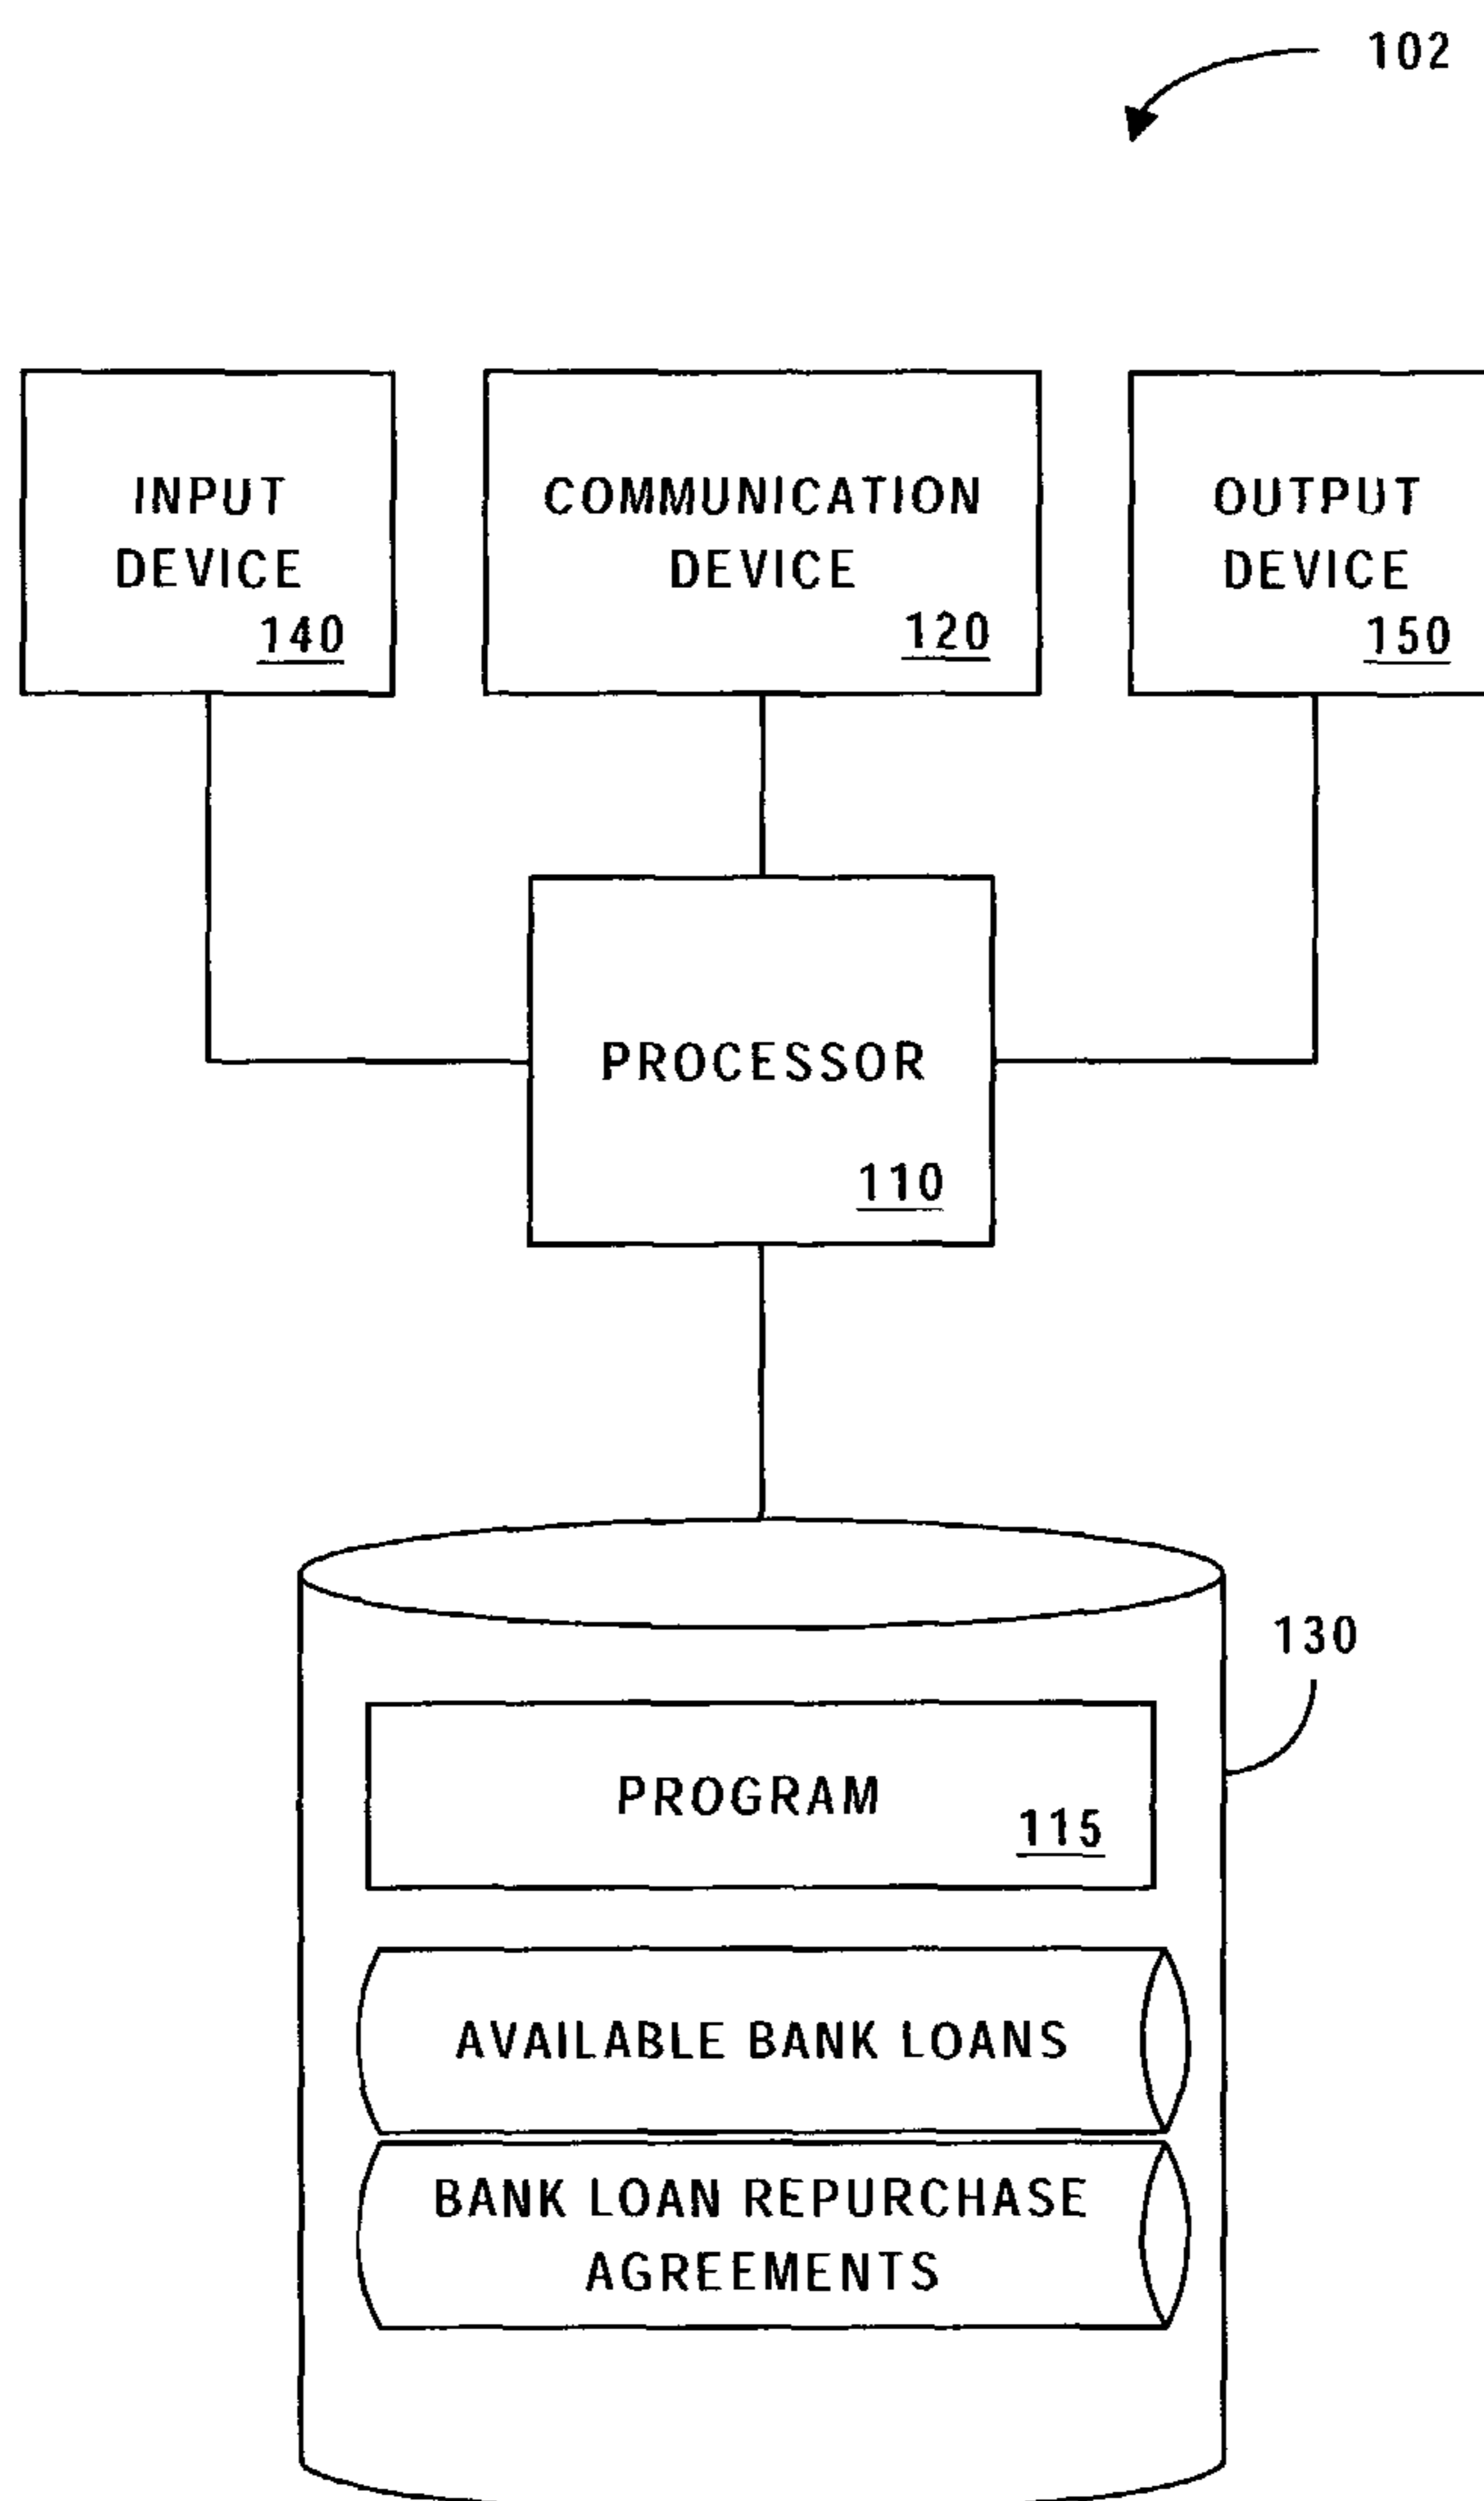 102
INPUT
DEVICE
140
COMMUNICATION
DEVICE
120
OUTPUT
DEVICE
150
PROCESSOR
110
130
PROGRAM
115
AVAILABLE BANK LOANS
BANK LOAN REPURCHASE
AGREEMENTS